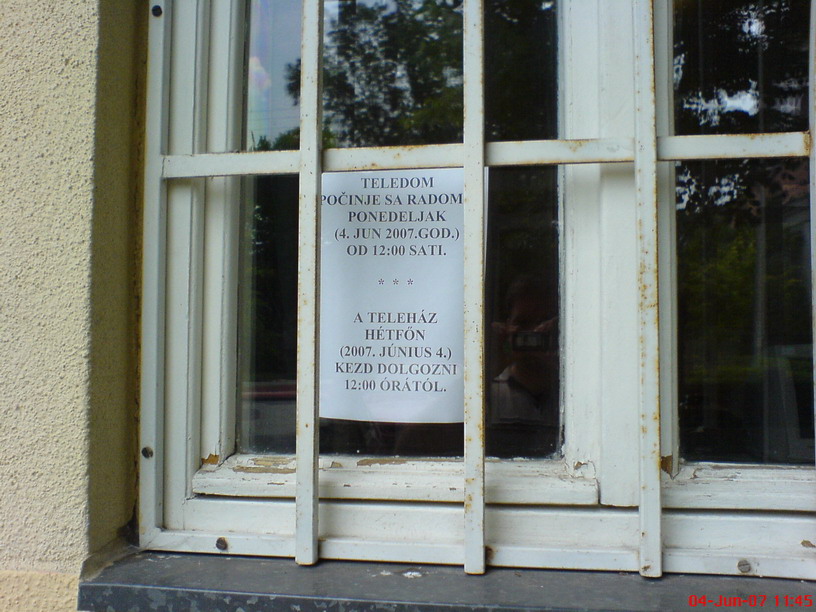 TELEDOM
POČINJE SA RADOM
PONEDELJAK
(4. JUN 2007.GOD.)
OD 12:00 SATI.
* * *
A TELEHÁZ
HÉTFŐN
(2007. JÚNIUS 4.)
KEZD DOLGOZNI
12:00 ÓRÁTÓL.
04-Jun-07 11:45